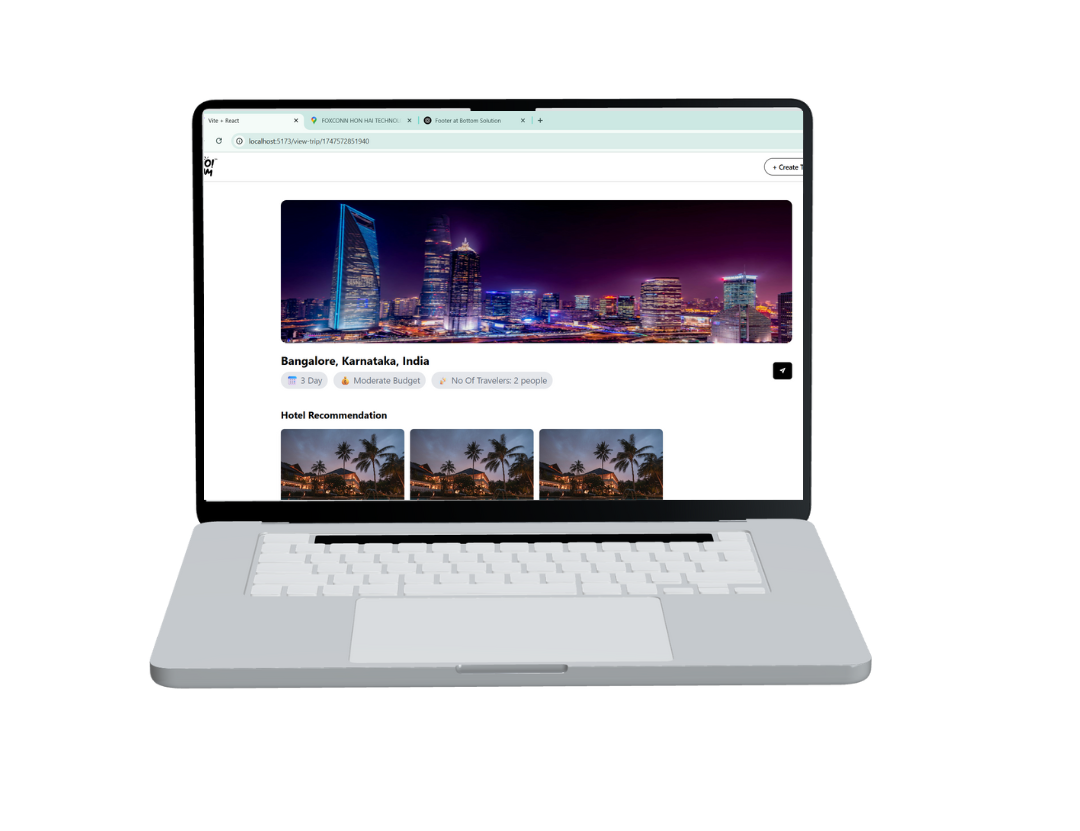 Vite + React
FOXCONN HON HAI TECHNOL
Footer at Bottom Solution
localhost:5173/view-trip/1747572851940
+ Create T
Bangalore, Karnataka, India
3 Day
Moderate Budget
No Of Travelers: 2 people
Hotel Recommendation